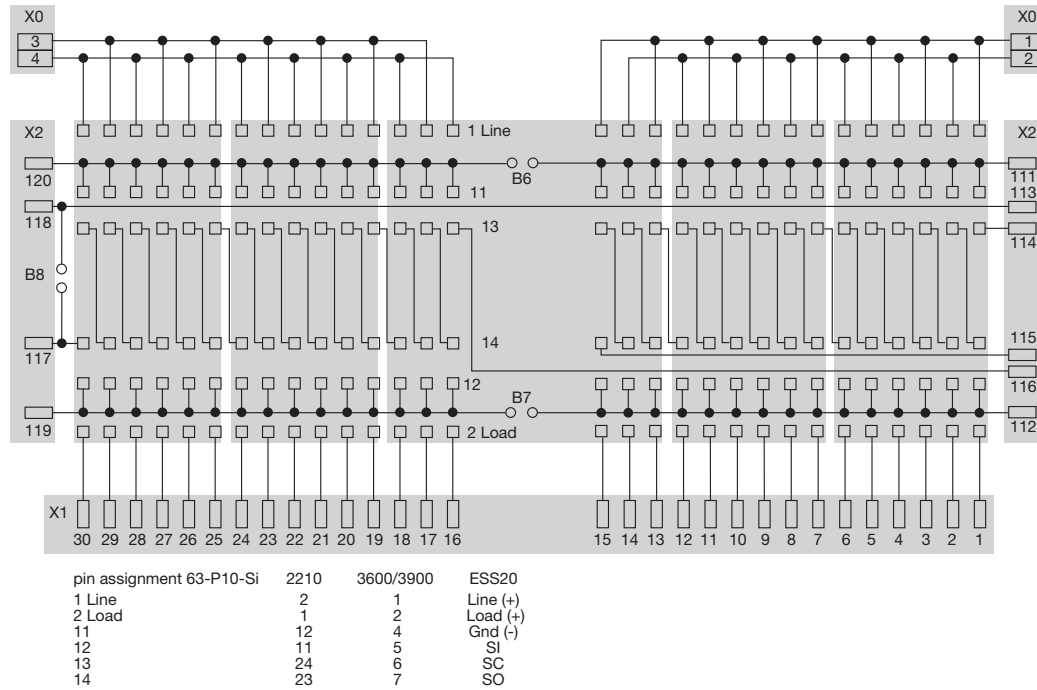 X0 X0
3 1
4 2
X2 1 Line X2
120 B6 111
11 113
118 13 114
B8
117 14 115
12 116
B7
119 2 Load 112
X1
30 29 28 27 26 25 24 23 22 21 20 19 18 17 16 15 14 13 12 11 10 9 8 7 6 5 4 3 2 1
pin assignment 63-P10-Si 2210 3600/3900 ESS20
1 Line 2 1 Line (+)
2 Load 1 2 Load (+)
11 12 4 Gnd (-)
12 11 5 SI
13 24 6 SC
14 23 7 SO